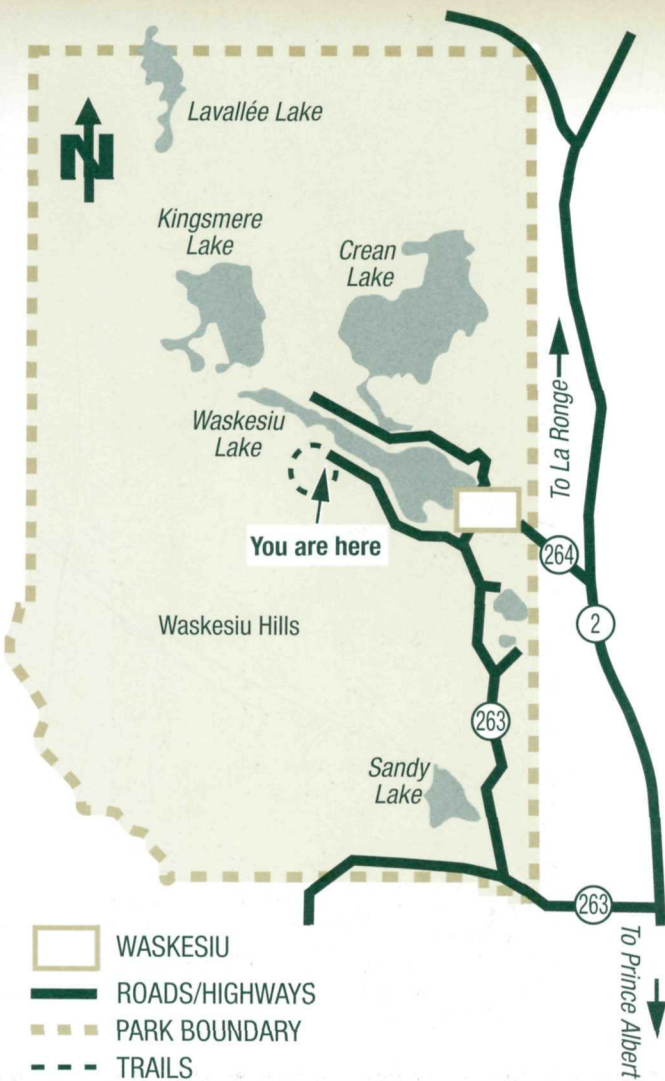 Lavallée Lake
N
Kingsmere
Lake
Crean
Lake
Waskesiu
Lake
To La Ronge
You are here
264
2
Waskesiu Hills
263
Sandy
Lake
263
To Prince Albert
WASKESIU
ROADS/HIGHWAYS
PARK BOUNDARY
TRAILS